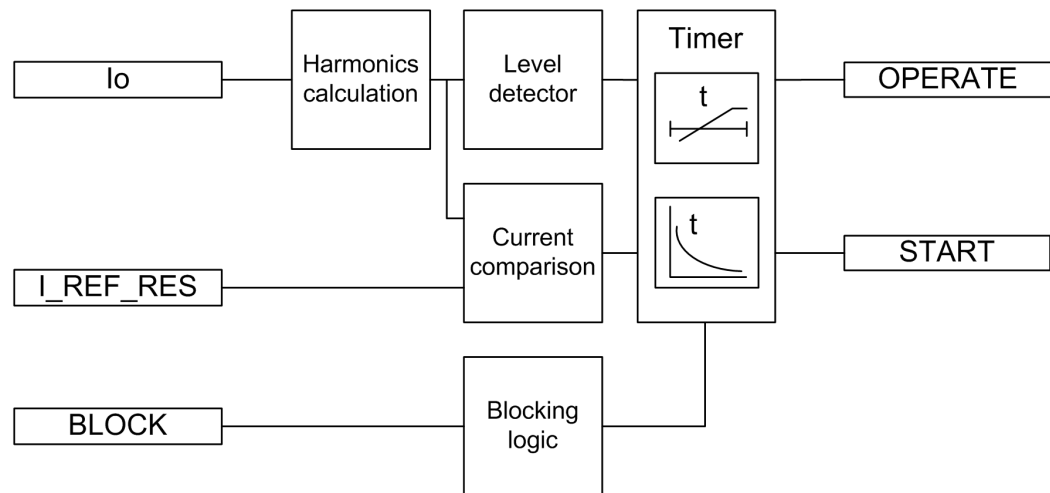 Io
Harmonics
calculation
Level
detector
Timer
t
OPERATE
I_REF_RES
Current
comparison
t
START
BLOCK
Blocking
logic